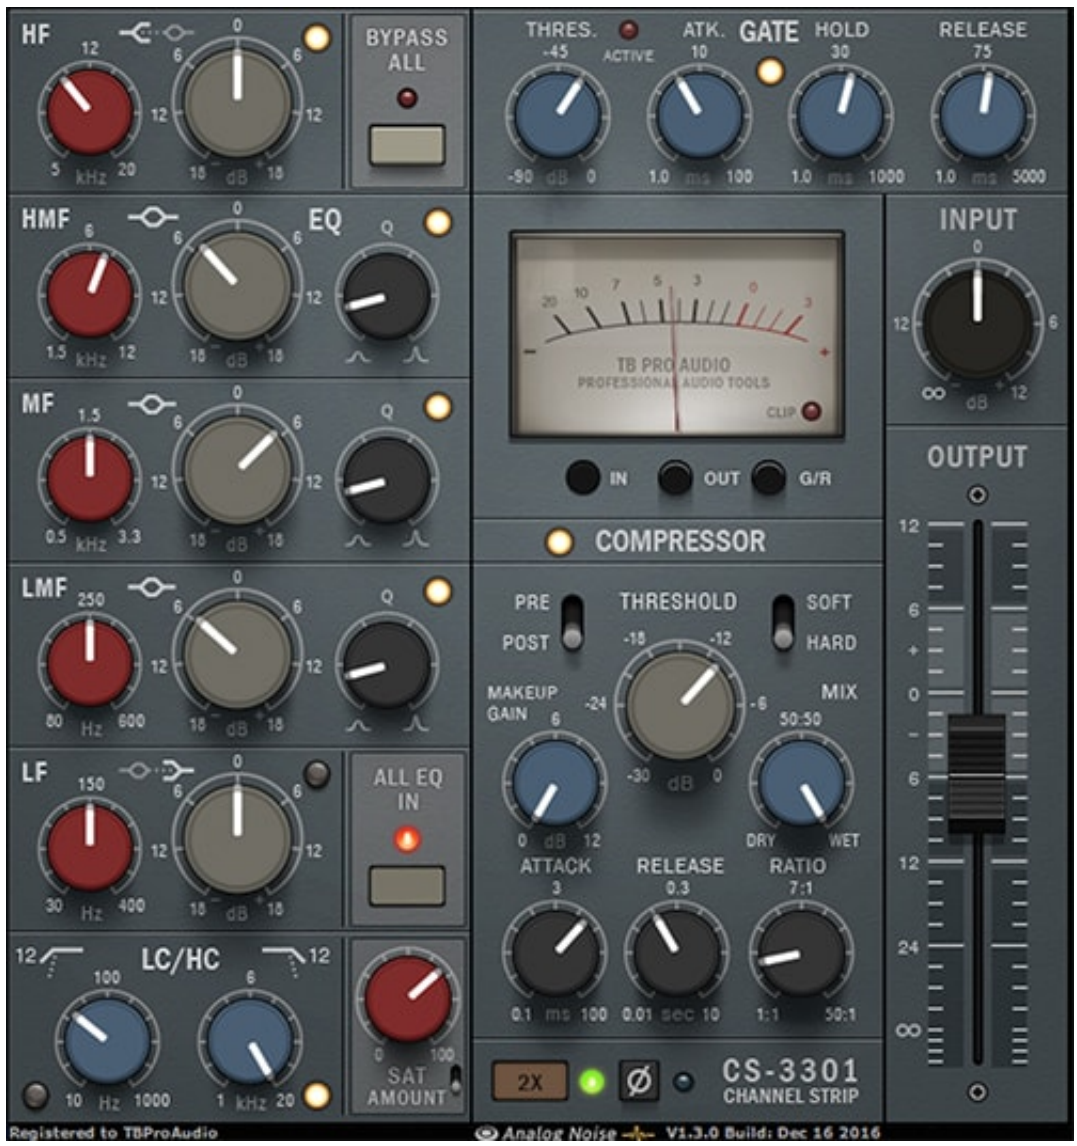 HF
12
5 kHz 20
0
6 6
12
18 - dB + 18
BYPASS
ALL
THRES.
-45
-90 dB 0
ACTIVE
ATK.
10
1.0 ms 100
GATE
HOLD
30
1.0 ms 1000
RELEASE
75
1.0 ms 5000
HMF
6
1.5 kHz 12
0
6 6
12 12
18 - dB + 18
EQ
Q
20 10 7 5 3 0 3
- +
TB PRO AUDIO
PROFESSIONAL AUDIO TOOLS
CLIP
IN OUT G/R
INPUT
0
12 6
∞ - dB + 12
MF
1.5
0.5 kHz 3.3
0
6 6
12 12
18 - dB + 18
Q
LMF
250
80 Hz 600
0
6 6
12 12
18 - dB + 18
Q
COMPRESSOR
PRE
POST
THRESHOLD
-18 -12
-24 -6
-30 dB 0
SOFT
HARD
MAKEUP
GAIN
6
0 dB 12
MIX
50:50
DRY WET
ATTACK
3
0.1 ms 100
RELEASE
0.3
0.01 sec 10
RATIO
7:1
1:1 50:1
OUTPUT
12
6
+
0
-
6
12
24
∞
LF
150
30 Hz 400
0
6 6
12 12
18 - dB + 18
ALL EQ
IN
12 LC/HC 12
100
10 Hz 1000
6
1 kHz 20
0 100
SAT
AMOUNT
2X Ø
CS-3301
CHANNEL STRIP
Registered to TBProAudio
Analog Noise V1.3.0 Build: Dec 16 2016